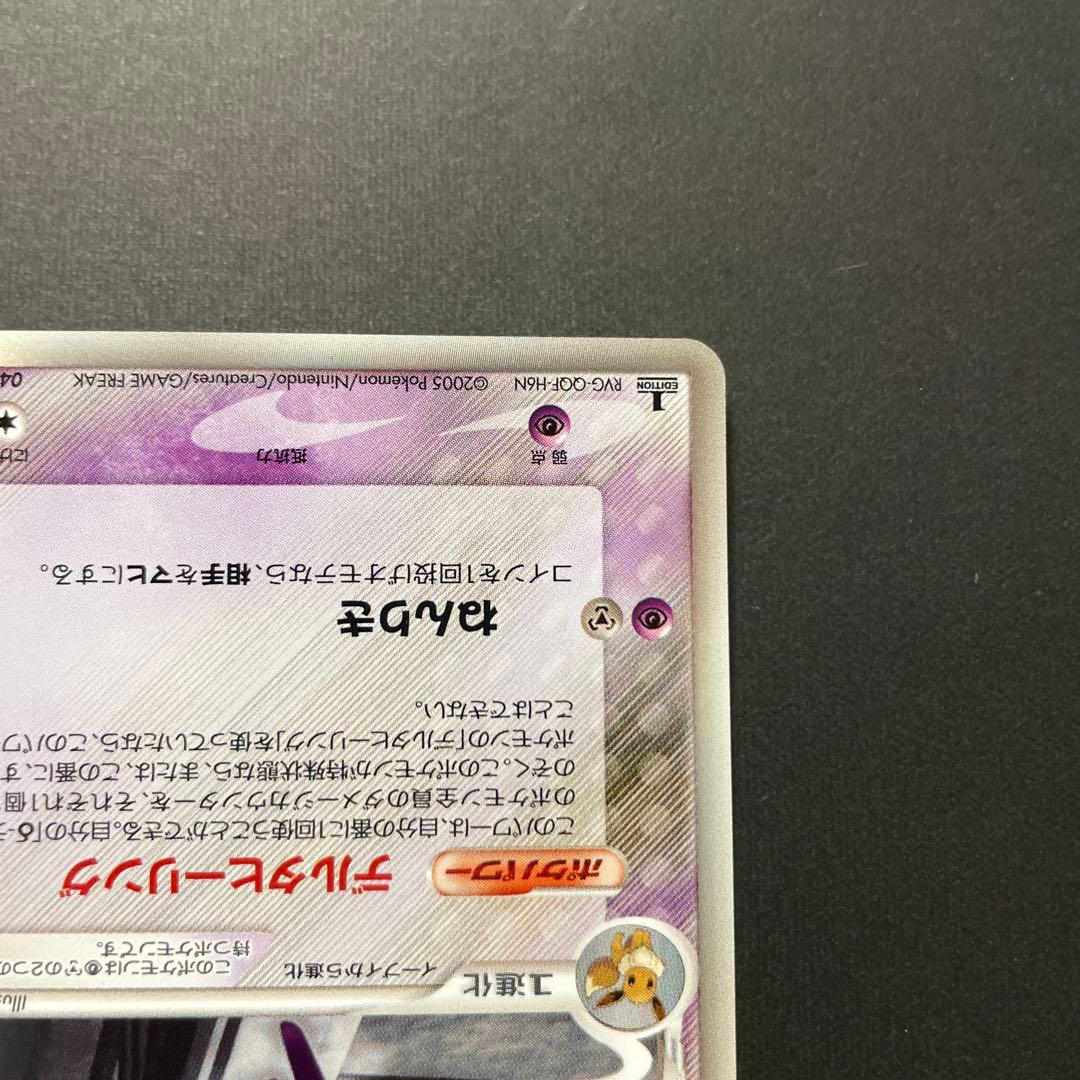 Illus
1進化
イーブイから進化
このポケモンは
の2つの
持つポケモンです。
ポケパワー
デルタヒーリング
このパワーは、自分の番に1回使うことができる。自分の「δ-
のポケモン全員のダメージカウンターを、それぞれ1個
のぞく。このポケモンが特殊状態なら、または、この番に、す
ポケモンの「デルタヒーリング」を使っていたなら、このパワ
ことはできない。
ねんりき
コインを1回投げオモテなら、相手をマヒにする。
弱点
抵抗力
にげ
1
EDITION
RVG-QQF-H6N
©2005 Pokémon/Nintendo/Creatures/GAME FREAK
04